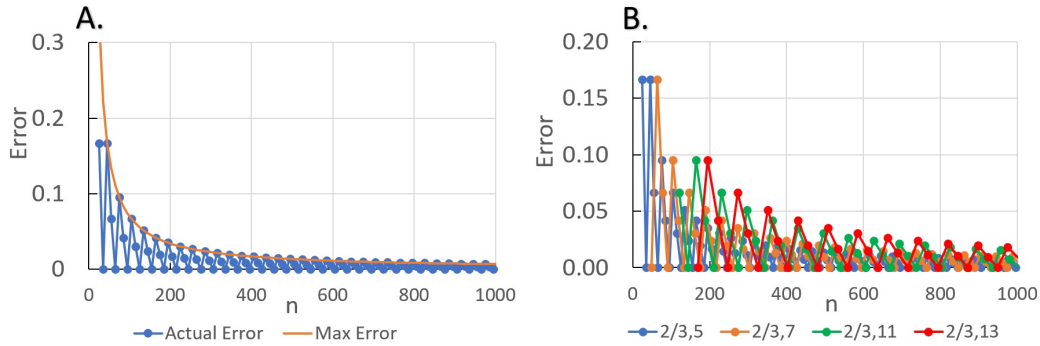 A.
0.3
0.2
0.1
0
Error
0 200 400 600 800 1000
n
Actual Error Max Error
B.
0.20
0.15
0.10
0.05
0.00
Error
0 200 400 600 800 1000
n
2/3,5 2/3,7 2/3,11 2/3,13